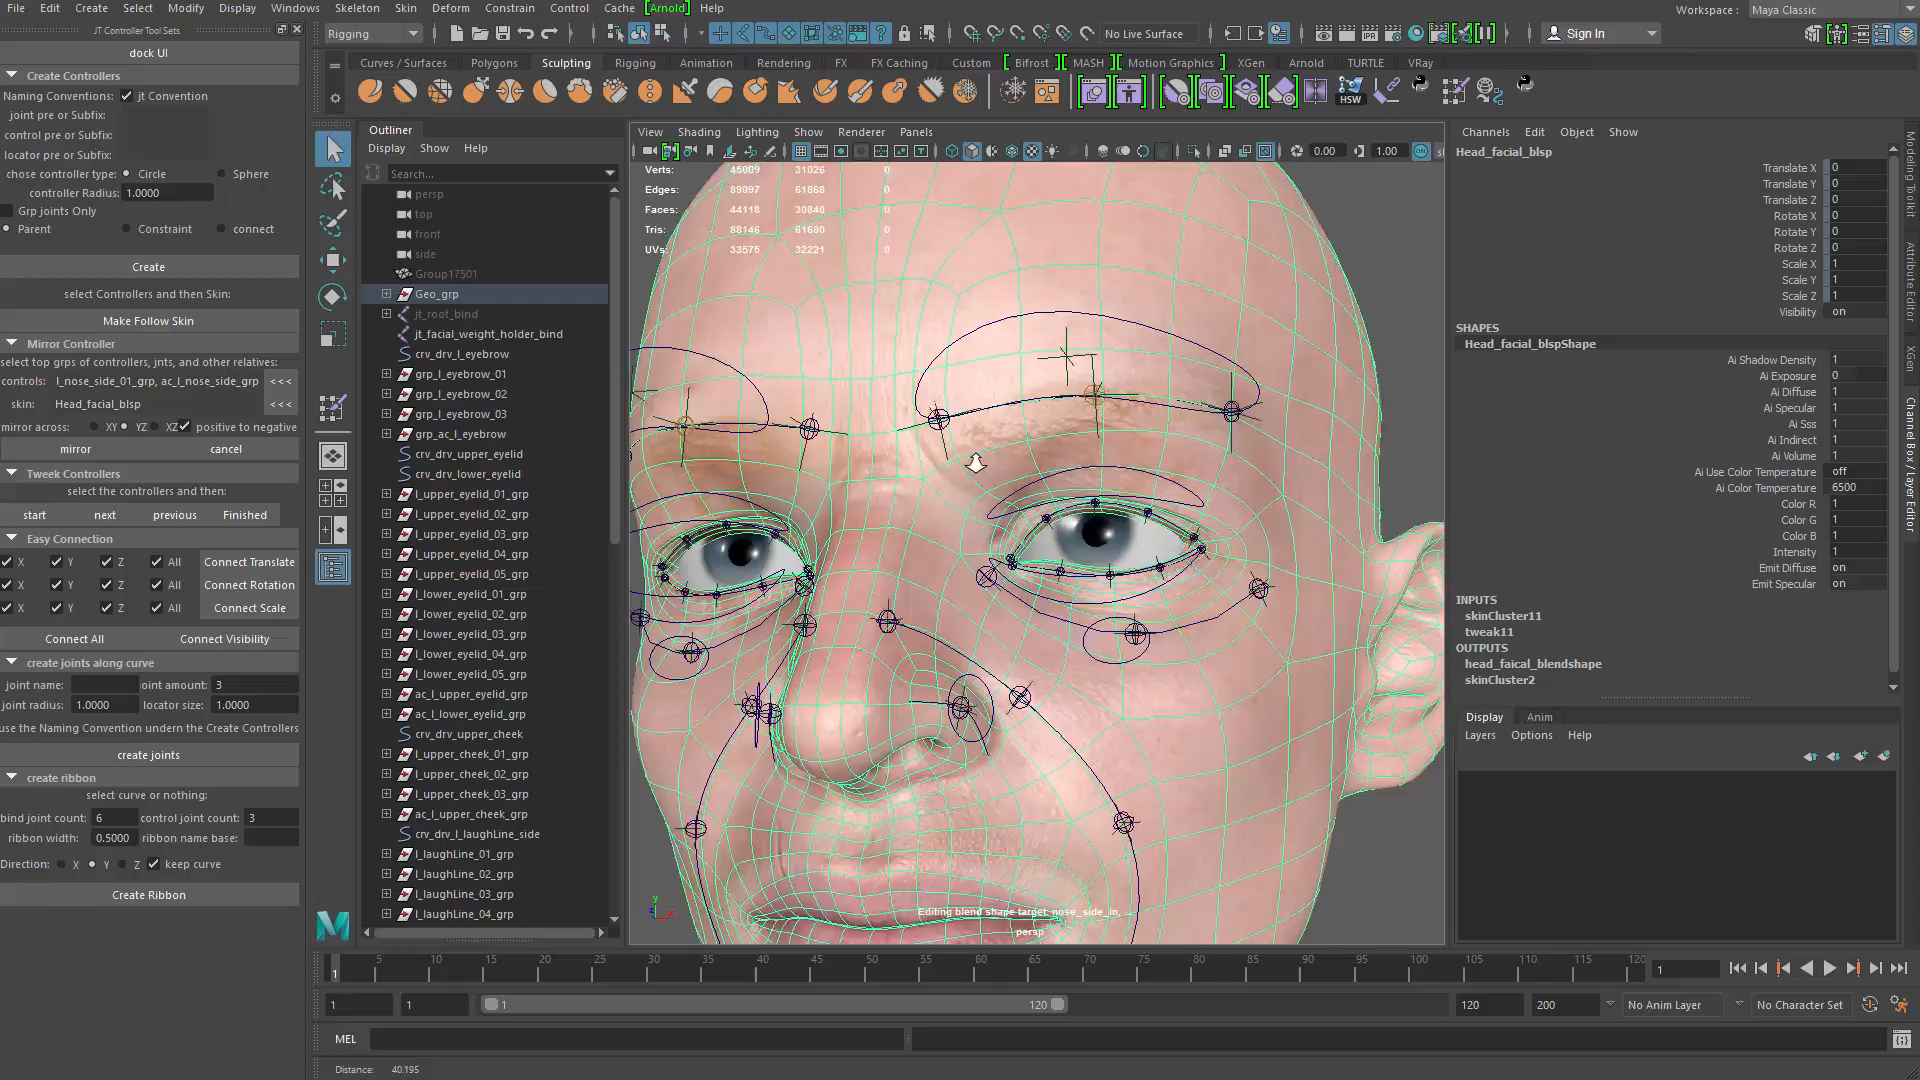 File Edit Create Select Modify Display Windows Skeleton Skin Deform Constrain Control Cache Arnold Help
Workspace : Maya Classic
JT Controller Tool Sets
Rigging
No Live Surface
Sign In
dock UI
Curves / Surfaces Polygons Sculpting Rigging Animation Rendering FX FX Caching Custom Bifrost MASH Motion Graphics XGen Arnold TURTLE VRay
HSW
Create Controllers
Naming Conventions: jt Convention
joint pre or Subfix:
control pre or Subfix:
locator pre or Subfix:
chose controller type: Circle Sphere
controller Radius: 1.0000
Grp joints Only
Parent Constraint connect
Create
select Controllers and then Skin:
Make Follow Skin
Mirror Controller
select top grps of controllers, jnts, and other relatives:
controls: l_nose_side_01_grp, ac_l_nose_side_grp <<<
skin: Head_facial_blsp <<<
mirror across: XY YZ XZ positive to negative
mirror cancel
Tweak Controllers
select the controllers and then:
start next previous Finished
Easy Connection
X Y Z All Connect Translate
X Y Z All Connect Rotation
X Y Z All Connect Scale
Connect All Connect Visibility
create joints along curve
joint name: oint amount: 3
joint radius: 1.0000 locator size: 1.0000
use the Naming Convention undern the Create Controllers
create joints
create ribbon
select curve or nothing:
bind joint count: 6 control joint count: 3
ribbon width: 0.5000 ribbon name base:
Direction: X Y Z keep curve
Create Ribbon
Outliner
Display Show Help
Search...
persp
top
front
side
Group17501
Geo_grp
jt_root_bind
jt_facial_weight_holder_bind
crv_drv_l_eyebrow
grp_l_eyebrow_01
grp_l_eyebrow_02
grp_l_eyebrow_03
grp_ac_l_eyebrow
crv_drv_upper_eyelid
crv_drv_lower_eyelid
l_upper_eyelid_01_grp
l_upper_eyelid_02_grp
l_upper_eyelid_03_grp
l_upper_eyelid_04_grp
l_upper_eyelid_05_grp
l_lower_eyelid_01_grp
l_lower_eyelid_02_grp
l_lower_eyelid_03_grp
l_lower_eyelid_04_grp
l_lower_eyelid_05_grp
ac_l_upper_eyelid_grp
ac_l_lower_eyelid_grp
crv_drv_upper_cheek
l_upper_cheek_01_grp
l_upper_cheek_02_grp
l_upper_cheek_03_grp
ac_l_upper_cheek_grp
crv_drv_l_laughLine_side
l_laughLine_01_grp
l_laughLine_02_grp
l_laughLine_03_grp
l_laughLine_04_grp
View Shading Lighting Show Renderer Panels
0.00 1.00
Verts: 45009 31026 0
Edges: 89097 61868 0
Faces: 44118 30840 0
Tris: 88146 61680 0
UVs: 33575 32221 0
Editing blend shape target: nose_side_in,
persp
Channels Edit Object Show
Head_facial_blsp
Translate X 0
Translate Y 0
Translate Z 0
Rotate X 0
Rotate Y 0
Rotate Z 0
Scale X 1
Scale Y 1
Scale Z 1
Visibility on
SHAPES
Head_facial_blspShape
Ai Shadow Density 1
Ai Exposure 0
Ai Diffuse 1
Ai Specular 1
Ai Sss 1
Ai Indirect 1
Ai Volume 1
Ai Use Color Temperature off
Ai Color Temperature 6500
Color R 1
Color G 1
Color B 1
Intensity 1
Emit Diffuse on
Emit Specular on
INPUTS
skinCluster11
tweak11
OUTPUTS
head_faical_blendshape
skinCluster2
Display Anim
Layers Options Help
Modeling Toolkit
Attribute Editor
XGen
Channel Box / Layer Editor
1 5 10 15 20 25 30 35 40 45 50 55 60 65 70 75 80 85 90 95 100 105 110 115 120
1
1 1 1 120 120 200 No Anim Layer No Character Set
MEL
Distance: 40.195